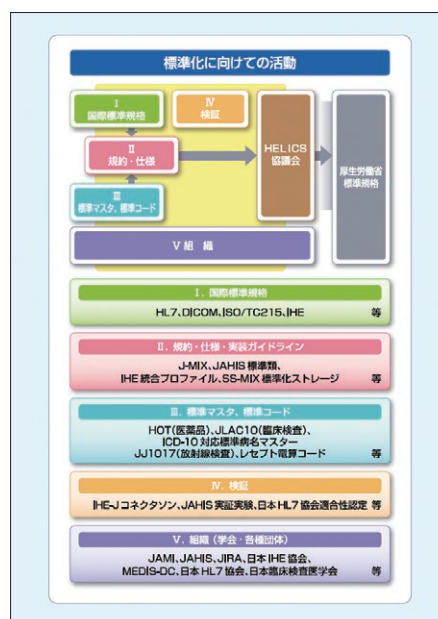 標準化に向けての活動
Ⅰ
国際標準規格
Ⅳ
検証
Ⅱ
規約・仕様
HELICS
協議会
厚生労働省
標準規格
Ⅲ
標準マスタ、標準コード
Ⅴ 組 織
Ⅰ. 国際標準規格
HL7、DICOM、ISO/TC215、IHE 等
Ⅱ. 規約・仕様・実装ガイドライン
J-MIX、JAHIS 標準類、
IHE 統合プロファイル、SS-MIX 標準化ストレージ 等
Ⅲ. 標準マスタ、標準コード
HOT(医薬品)、JLAC10(臨床検査)、
ICD-10 対応標準病名マスター
JJ1017(放射線検査)、レセプト電算コード 等
Ⅳ. 検証
IHE-J コネクタソン、JAHIS 実証実験、日本 HL7 協会適合性認定 等
Ⅴ. 組織（学会・各種団体）
JAMI、JAHIS、JIRA、日本 IHE 協会、
MEDIS-DC、日本 HL7 協会、日本臨床検査医学会 等